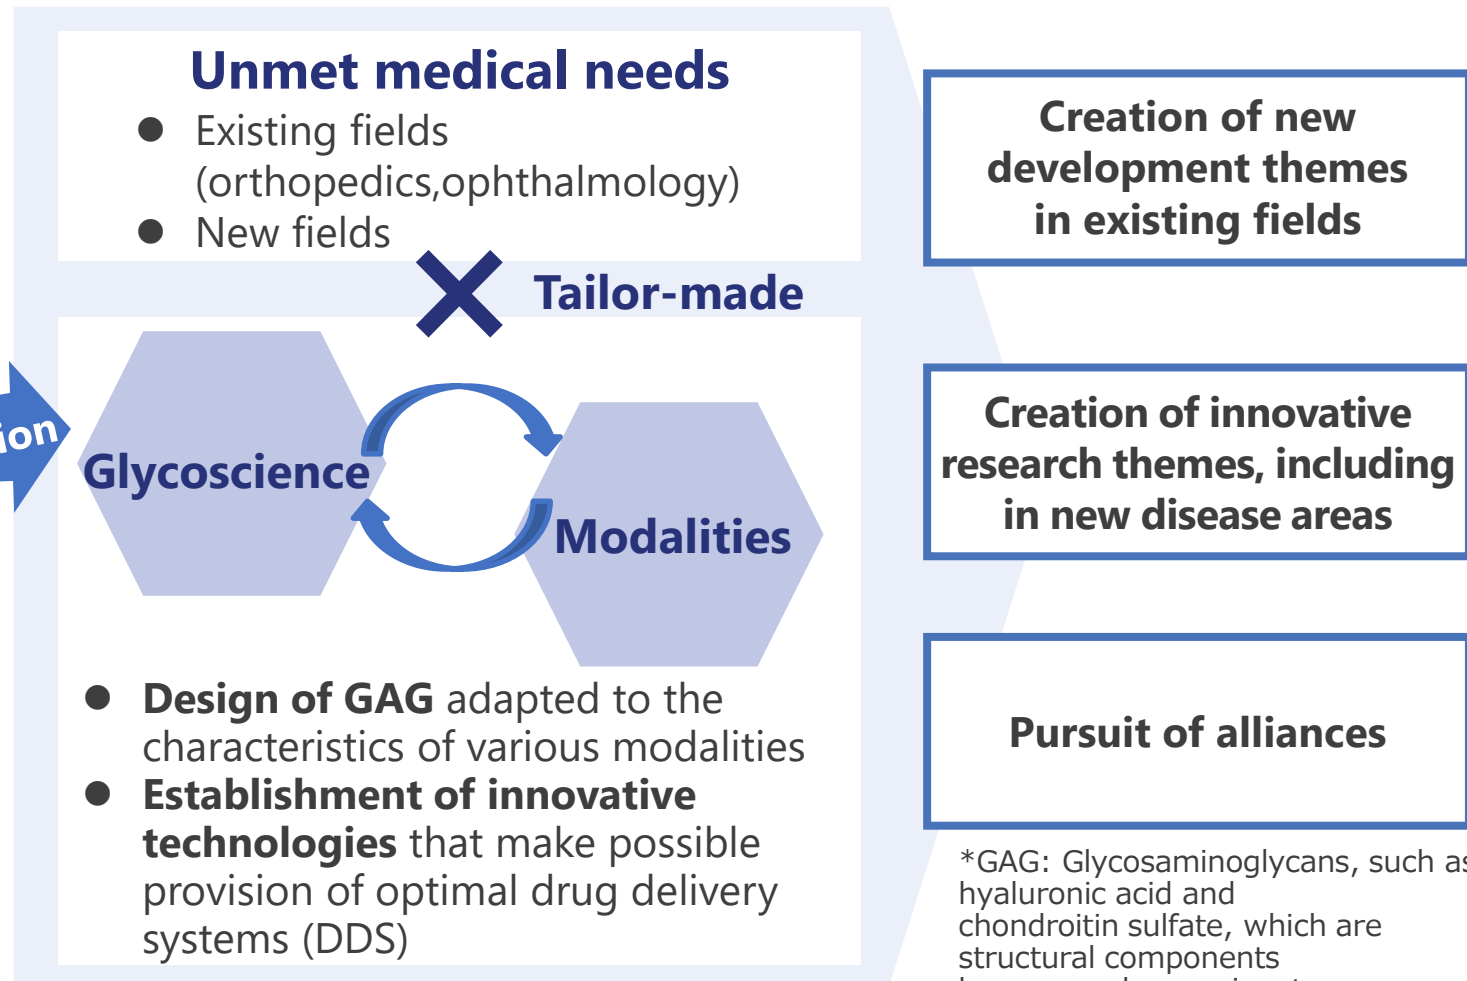 Unmet medical needs
● Existing fields
(orthopedics,ophthalmology)
● New fields
Tailor-made
Glycoscience
Modalities
● Design of GAG adapted to the
characteristics of various modalities
● Establishment of innovative
technologies that make possible
provision of optimal drug delivery
systems (DDS)
Creation of new
development themes
in existing fields
Creation of innovative
research themes, including
in new disease areas
Pursuit of alliances
*GAG: Glycosaminoglycans, such as
hyaluronic acid and
chondroitin sulfate, which are
structural components